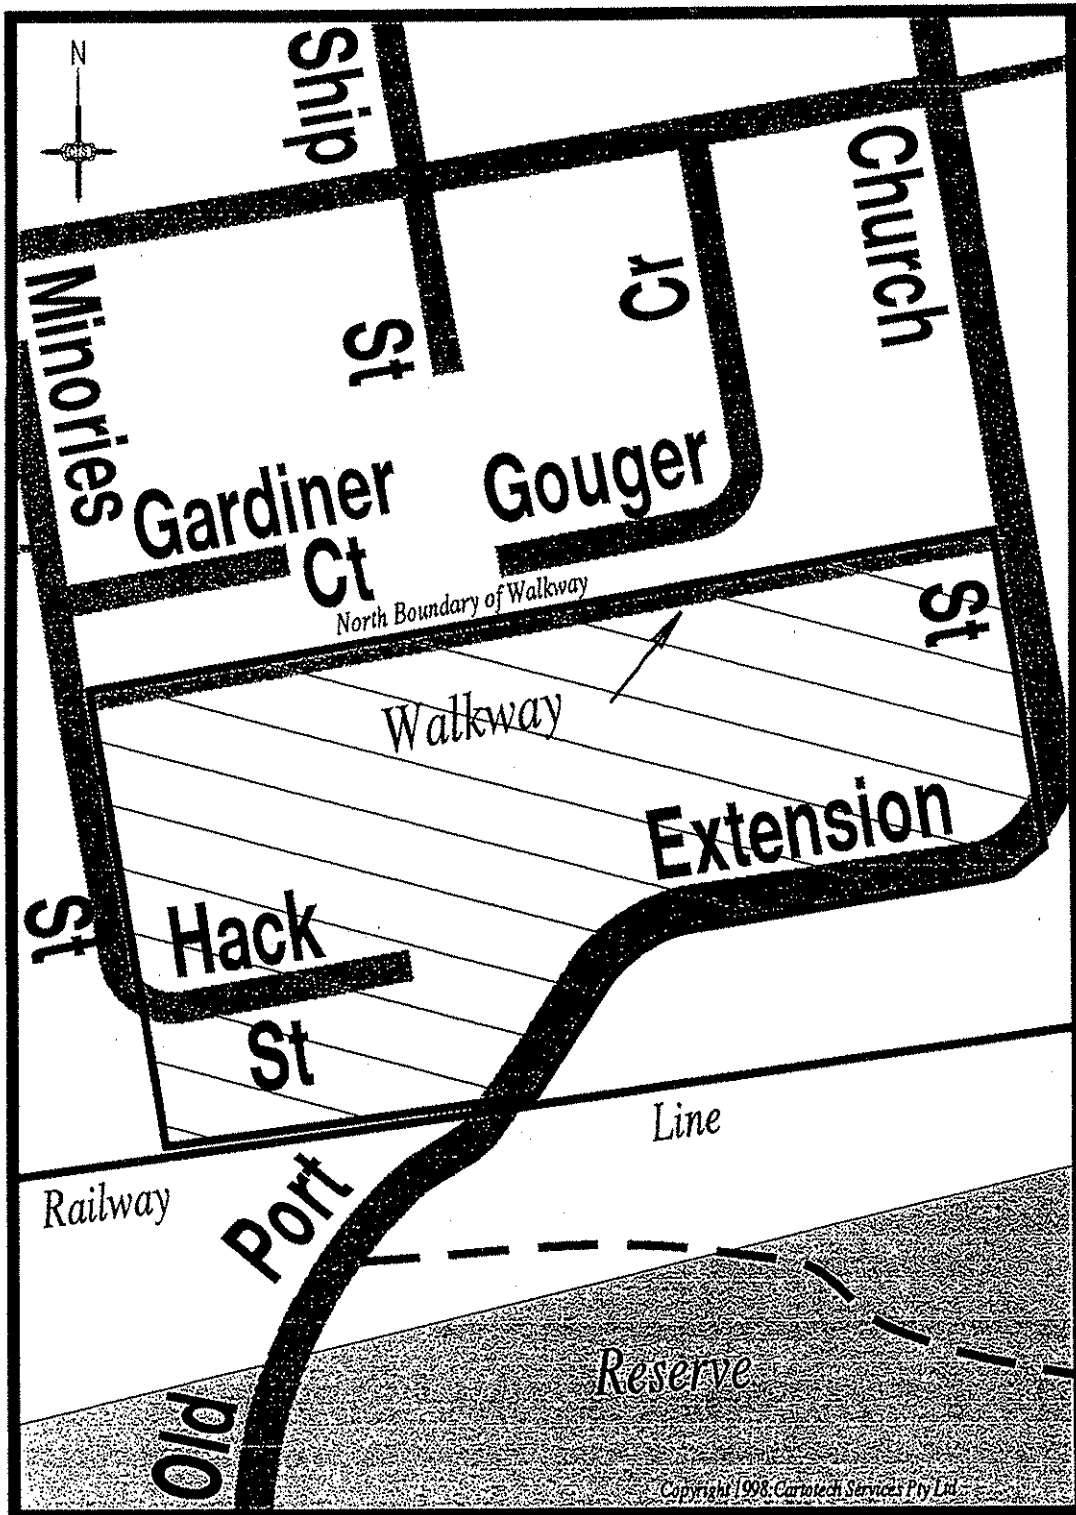 N
CTS
Ship
St
Church
St
Cr
Gouger
Minories
St
Gardiner
Ct
North Boundary of Walkway
Walkway
Extension
Hack
St
Line
Railway
Port
Old
Reserve
Copyright 1998 Cartotech Services Pty Ltd